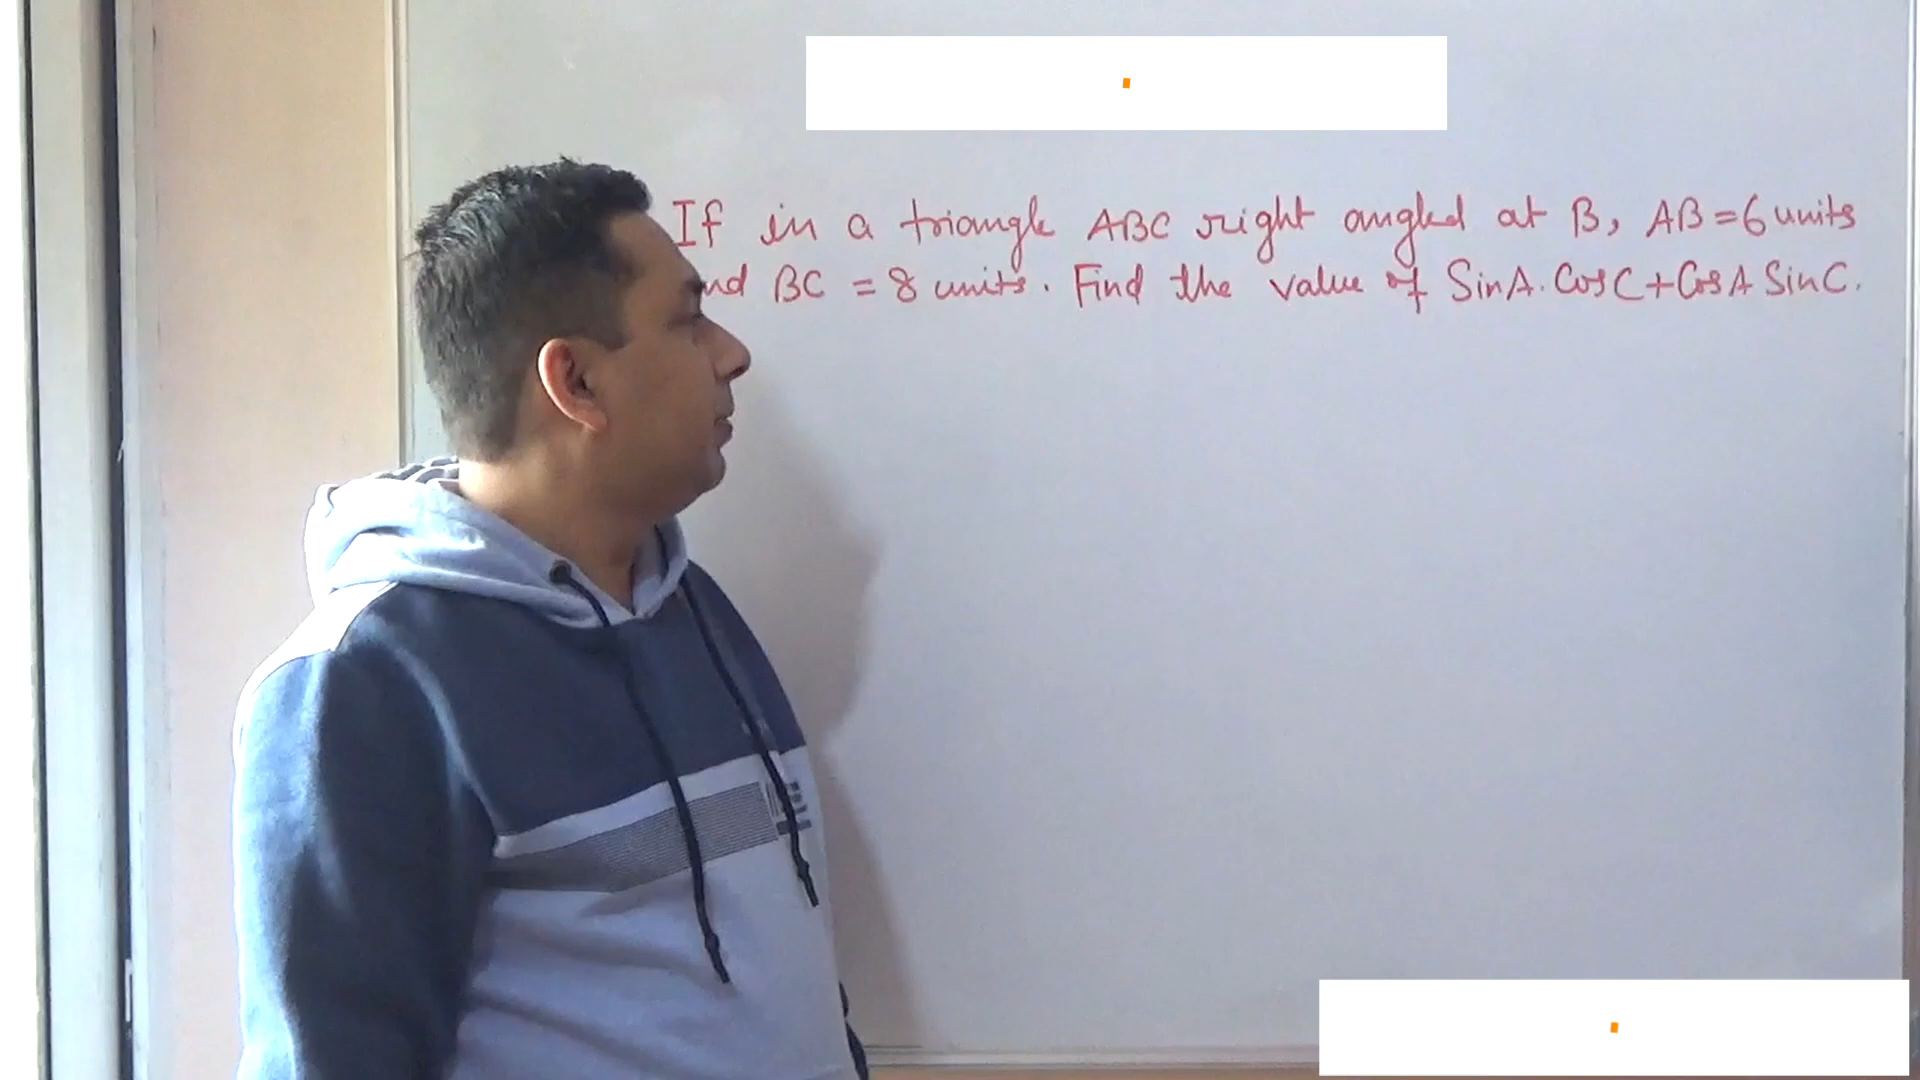 If in a triangle ABC right angled at B, AB=6 units
nd BC = 8 units. Find the value of SinA.CosC+CosA SinC.